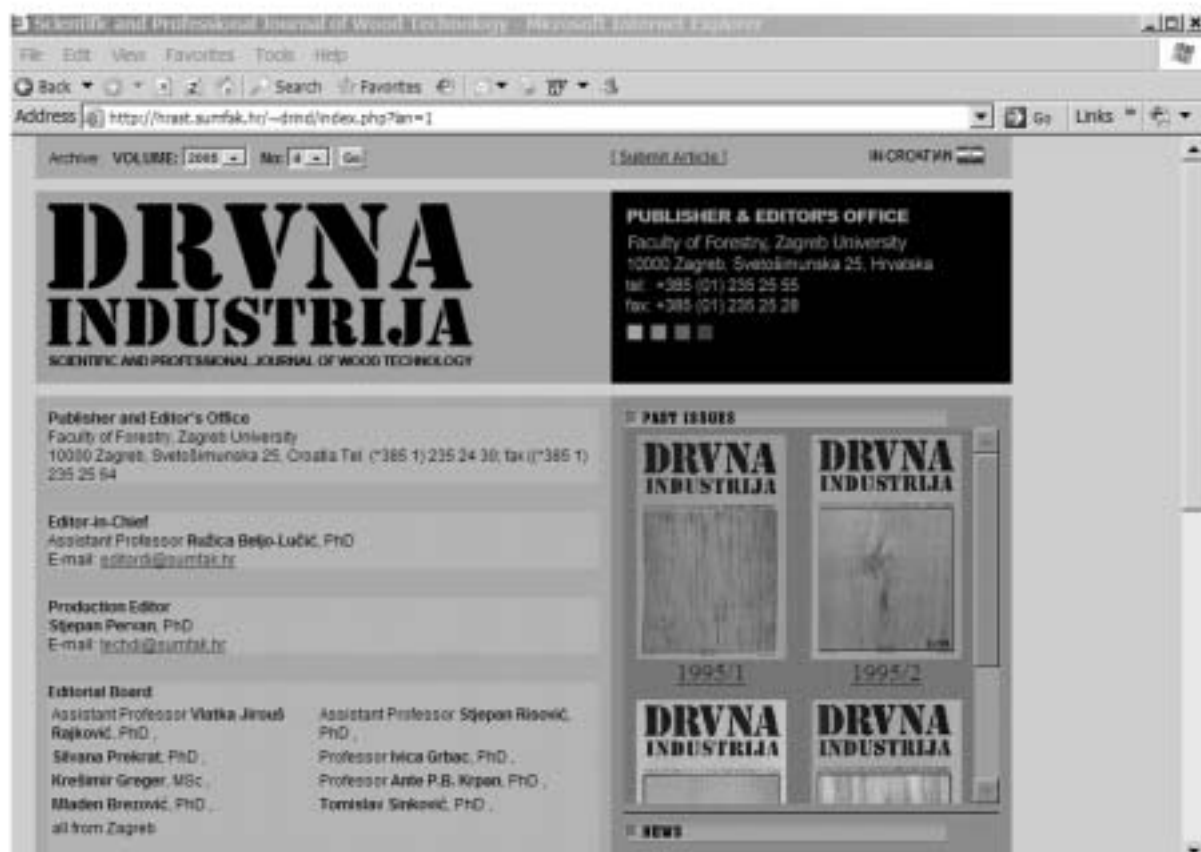 Scientific and Professional Journal of Wood Technology - Microsoft Internet Explorer
File Edit View Favorites Tools Help
Back Search Favorites
Address http://hrast.sumfak.hr/~drind/index.php?lan=1 Go Links
Archive VOLUME: 2005 No: 4 Go [ Submit Article ] IN CROATIAN
DRVNA
INDUSTRIJA
SCIENTIFIC AND PROFESSIONAL JOURNAL OF WOOD TECHNOLOGY
PUBLISHER & EDITOR'S OFFICE
Faculty of Forestry, Zagreb University
10000 Zagreb, Svetošimunska 25, Hrvatska
tel: +385 (01) 235 25 55
fax: +385 (01) 235 25 28
Publisher and Editor's Office
Faculty of Forestry, Zagreb University
10000 Zagreb, Svetošimunska 25, Croatia Tel. (*385 1) 235 24 30; fax ((*385 1)
235 25 64
Editor-in-Chief
Assistant Professor Ružica Beljo-Lučić, PhD
E-mail: editordi@sumfak.hr
Production Editor
Stjepan Pervan, PhD
E-mail: techdi@sumfak.hr
Editorial Board
Assistant Professor Vlatka Jirouš
Rajković, PhD ,
Silvana Prekrat, PhD ,
Krešimir Greger, MSc ,
Mladen Brezović, PhD ,
all from Zagreb
Assistant Professor Stjepan Risović,
PhD ,
Professor Ivica Grbac, PhD ,
Professor Ante P.B. Krpan, PhD ,
Tomislav Sinković, PhD ,
PAST ISSUES
DRVNA
INDUSTRIJA
1995/1
DRVNA
INDUSTRIJA
1995/2
DRVNA
INDUSTRIJA
DRVNA
INDUSTRIJA
NEWS